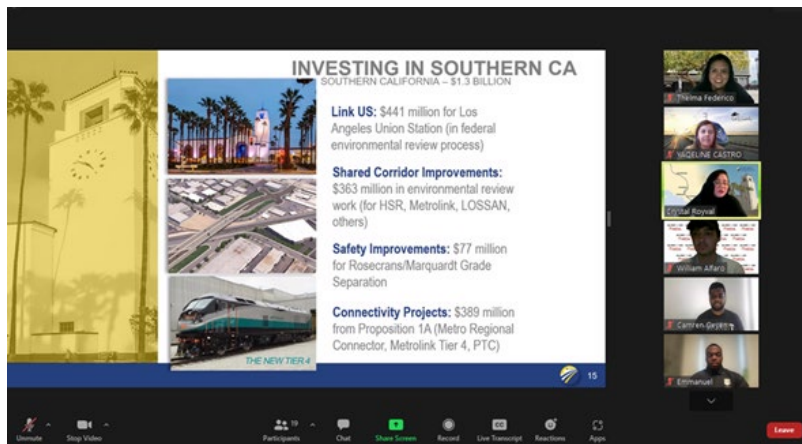 INVESTING IN SOUTHERN CA
SOUTHERN CALIFORNIA – $1.3 BILLION
Link US: $441 million for Los
Angeles Union Station (in federal
environmental review process)
Shared Corridor Improvements:
$363 million in environmental review
work (for HSR, Metrolink, LOSSAN,
others)
Safety Improvements: $77 million
for Rosecrans/Marquardt Grade
Separation
Connectivity Projects: $389 million
from Proposition 1A (Metro Regional
Connector, Metrolink Tier 4, PTC)
THE NEW TIER 4
15
Thelma Federico
YAQELINE CASTRO
Crystal Royval
William Alfaro
Camren
Emmanuel
Unmute
Stop Video
19
Participants
Chat
Share Screen
Record
Live Transcript
Reactions
Apps
Leave